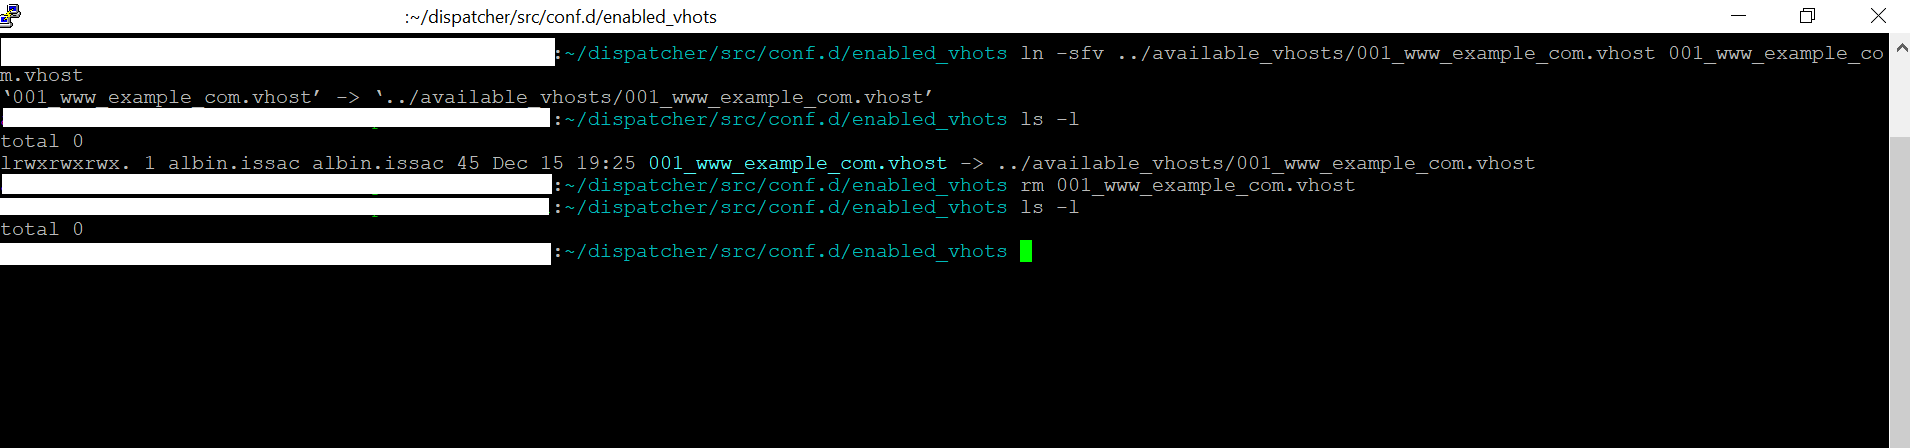 :~/dispatcher/src/conf.d/enabled_vhots
:~/dispatcher/src/conf.d/enabled_vhots ln -sfv ../available_vhosts/001_www_example_com.vhost 001_www_example_co
m.vhost
‘001_www_example_com.vhost’ -> ‘../available_vhosts/001_www_example_com.vhost’
:~/dispatcher/src/conf.d/enabled_vhots ls -l
total 0
lrwxrwxrwx. 1 albin.issac albin.issac 45 Dec 15 19:25 001_www_example_com.vhost -> ../available_vhosts/001_www_example_com.vhost
:~/dispatcher/src/conf.d/enabled_vhots rm 001_www_example_com.vhost
:~/dispatcher/src/conf.d/enabled_vhots ls -l
total 0
:~/dispatcher/src/conf.d/enabled_vhots